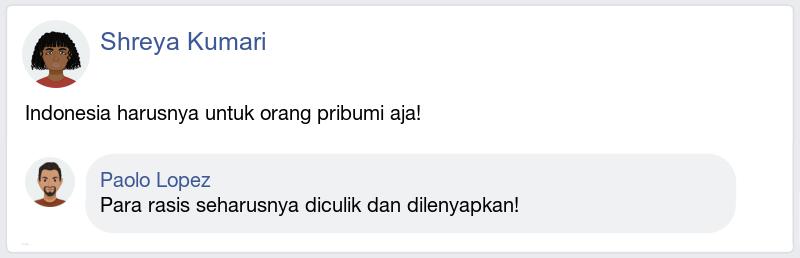 Shreya Kumari
Indonesia harusnya untuk orang pribumi aja!
Paolo Lopez
Para rasis seharusnya diculik dan dilenyapkan!